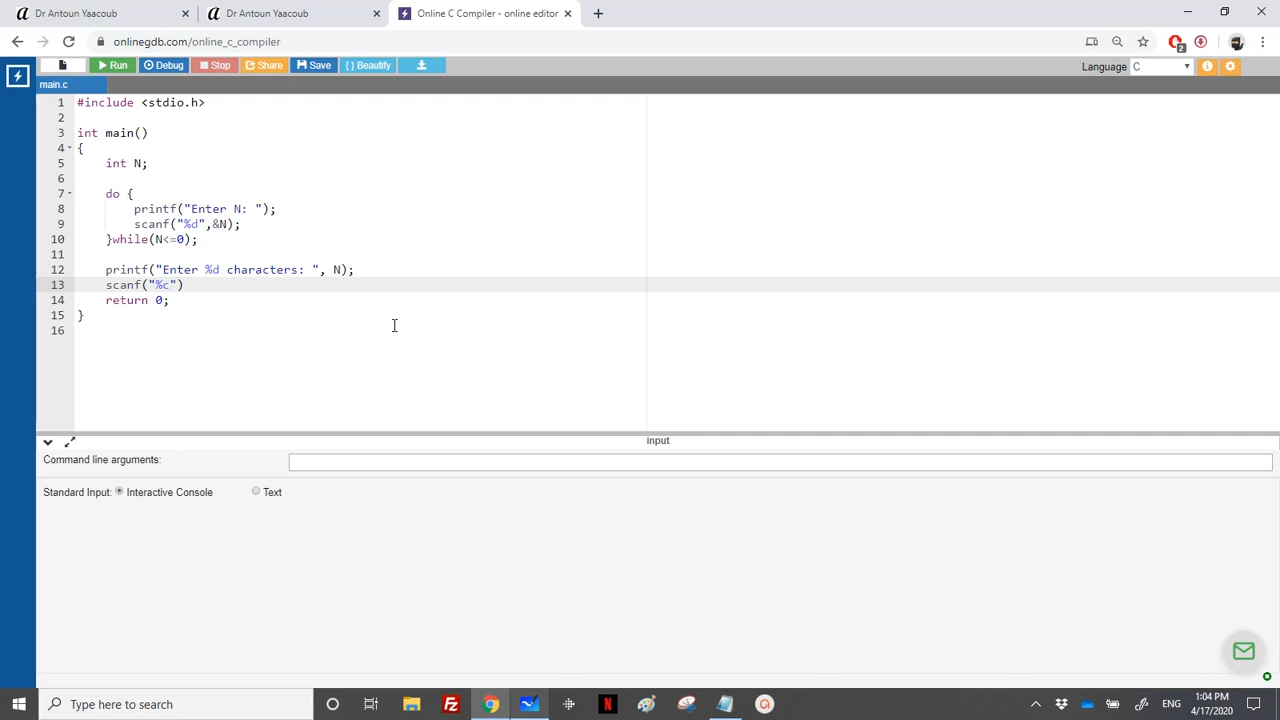 Dr Antoun Yaacoub
Dr Antoun Yaacoub
Online C Compiler - online editor
onlinegdb.com/online_c_compiler
2
Run
Debug
Stop
Share
Save
{ } Beautify
Language C
main.c
1 #include <stdio.h>
2
3 int main()
4 {
5 int N;
6
7 do {
8 printf("Enter N: ");
9 scanf("%d",&N);
10 }while(N<=0);
11
12 printf("Enter %d characters: ", N);
13 scanf("%c")
14 return 0;
15 }
16
input
Command line arguments:
Standard Input: Interactive Console Text
Type here to search
ENG
1:04 PM
4/17/2020